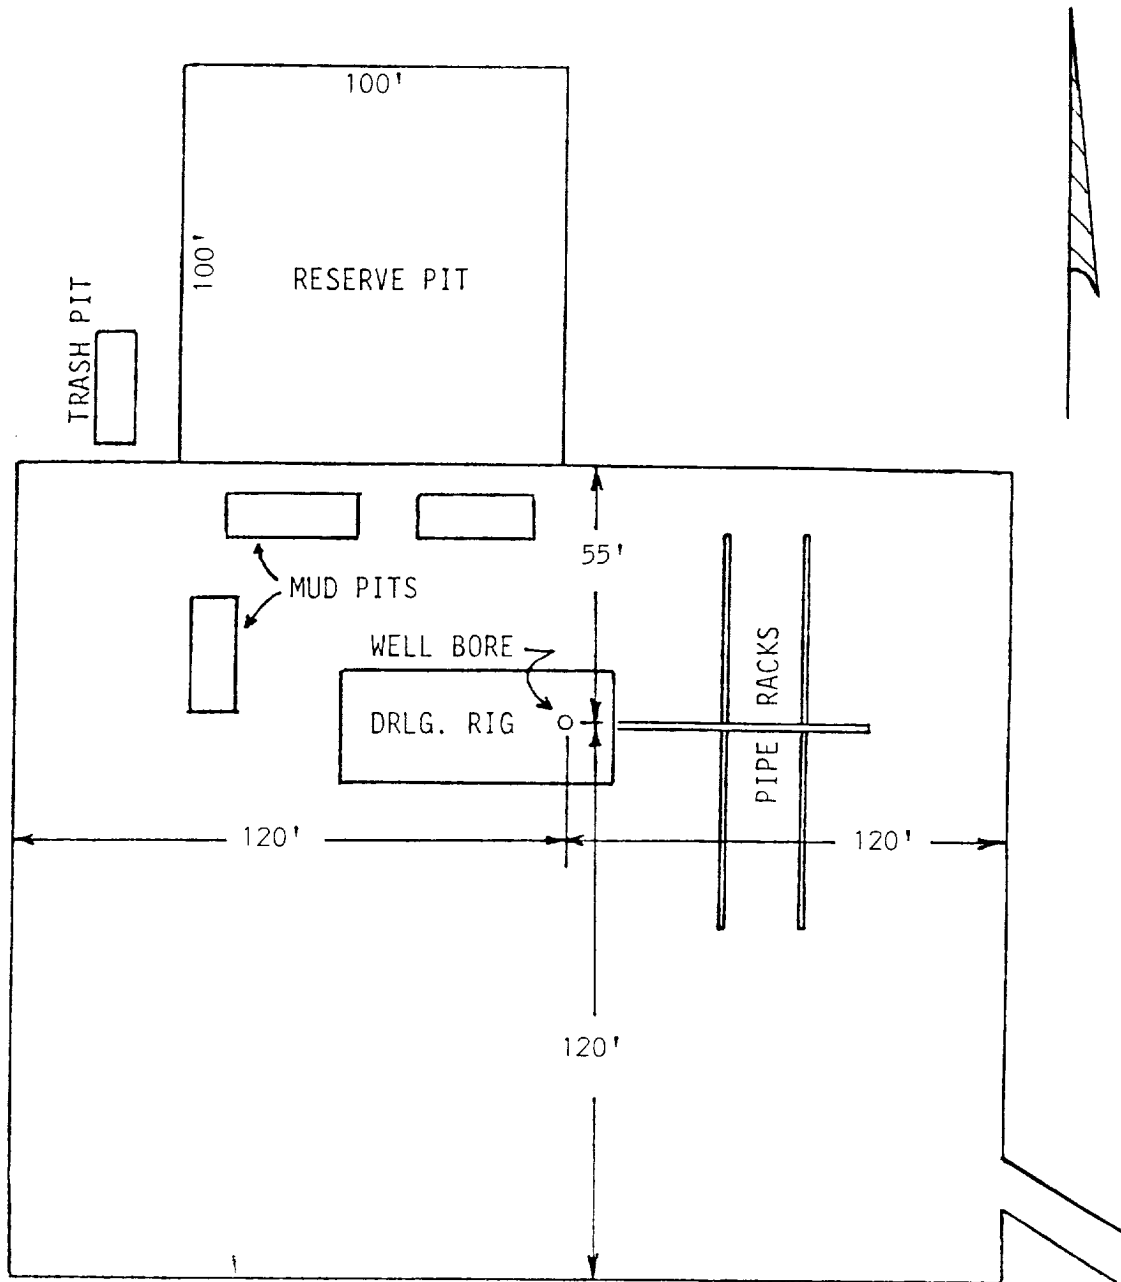 100'
100'
RESERVE PIT
TRASH PIT
55'
MUD PITS
WELL BORE
DRLG. RIG
PIPE RACKS
120'
120'
120'